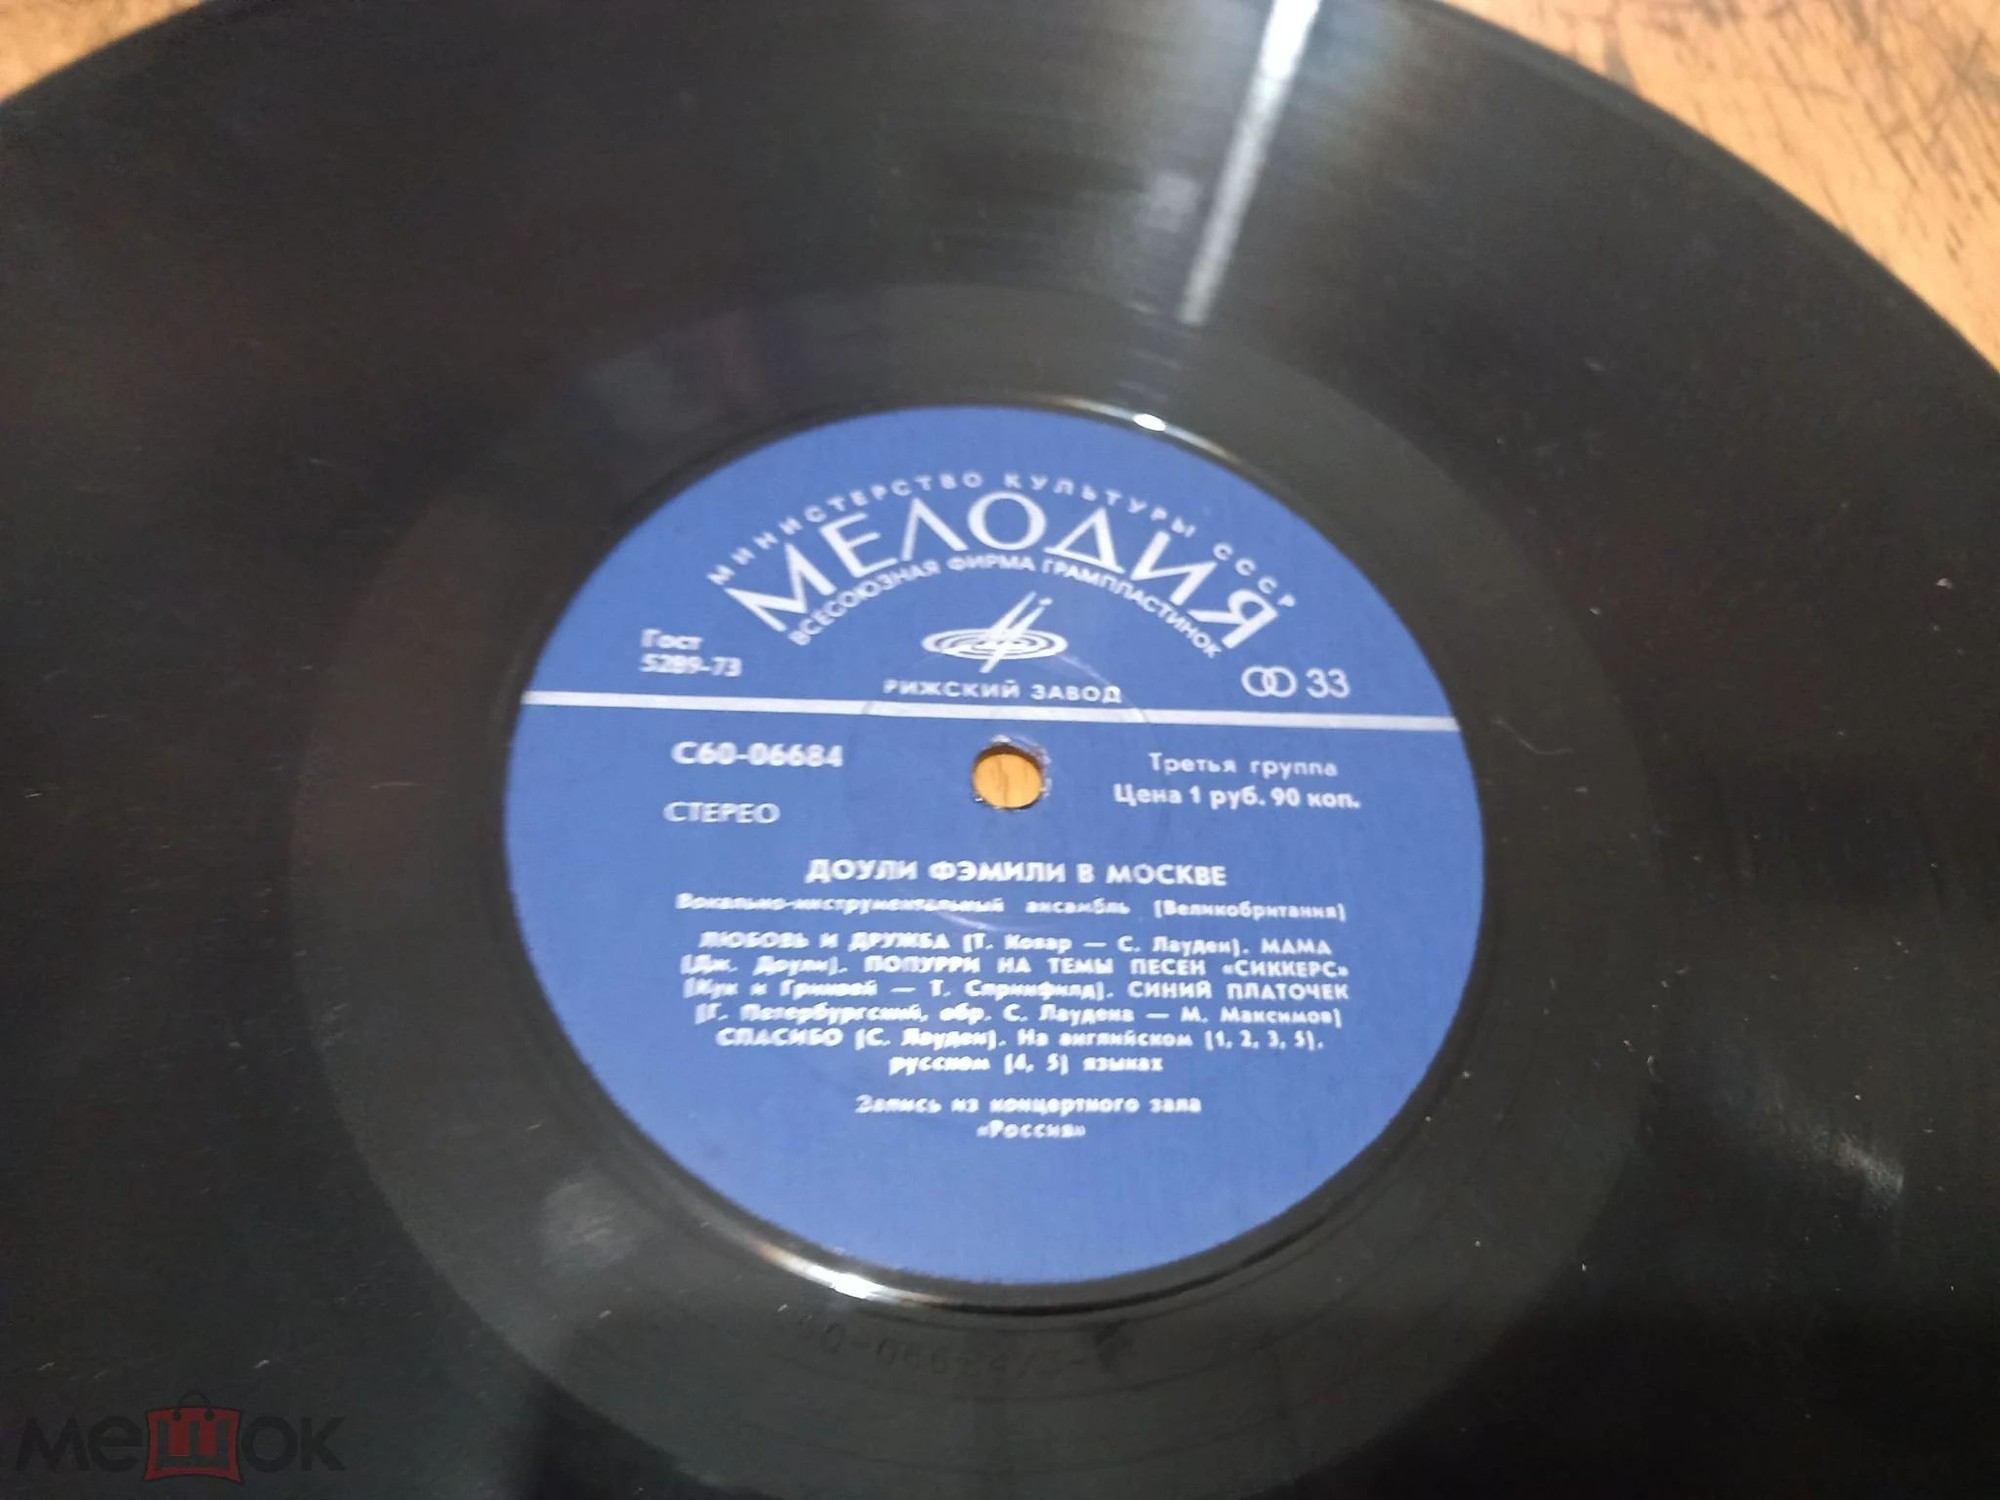 МИНИСТЕРСТВО КУЛЬТУРЫ СССР
МЕЛОДИЯ
ВСЕСОЮЗНАЯ ФИРМА ГРАМПЛАСТИНОК
Гост
5289-73
РИЖСКИЙ ЗАВОД
33
С60-06684
Третья группа
Цена 1 руб. 90 коп.
СТЕРЕО
ДОУЛИ ФЭМИЛИ В МОСКВЕ
Вокально-инструментальный ансамбль (Великобритания)
ЛЮБОВЬ И ДРУЖБА (Т. Ковар — С. Лауден). МАМА
(Дж. Доули). ПОПУРРИ НА ТЕМЫ ПЕСЕН «СИККЕРС»
(Кук и Гринвей — Т. Спрингфилд). СИНИЙ ПЛАТОЧЕК
(Г. Петербургский, обр. С. Лаудена — М. Максимов)
СПАСИБО (С. Лауден). На английском (1, 2, 3, 5),
русском (4, 5) языках
Запись из концертного зала
«Россия»
мешок